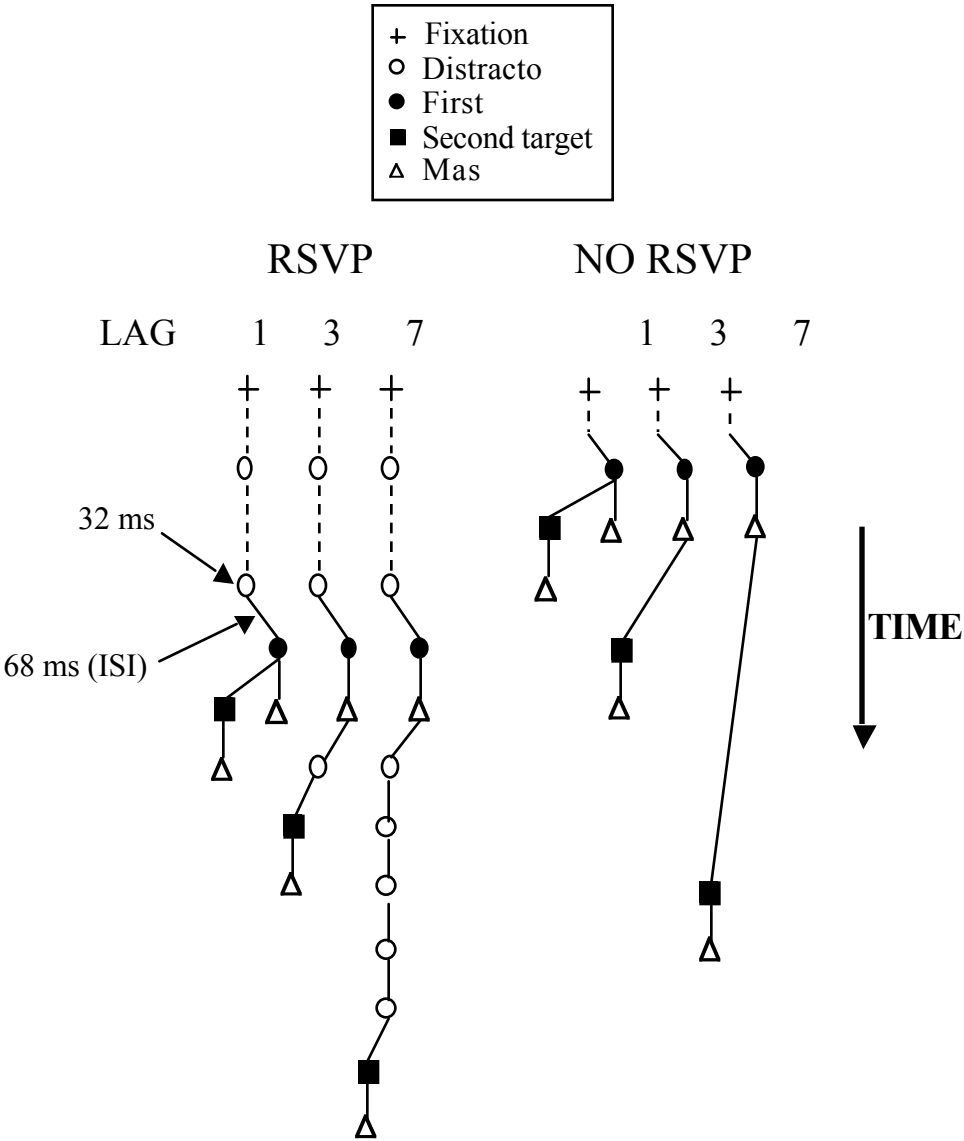 + Fixation
Distracto
First
Second target
Mas
RSVP
NO RSVP
LAG 1 3 7
1 3 7
32 ms
68 ms (ISI)
TIME